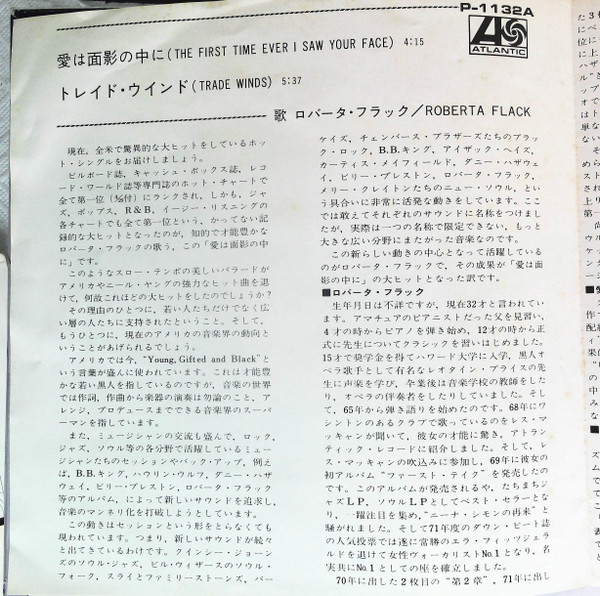 P-1132A
ATLANTIC
愛は面影の中に(THE FIRST TIME EVER I SAW YOUR FACE) 4:15
トレイド・ウインド(TRADE WINDS) 5:37
歌 ロバータ・フラック/ROBERTA FLACK
現在、全米で驚異的な大ヒットをしているホッ
ト・シングルをお届けしましょう。
ビルボード誌、キャッシュ・ボックス誌、レコ
ード・ワールド誌等専門誌のホット・チャートで
全て第一位にランクされ、しかも、ジャ
ズ、ポップス、R&B、イージー・リスニングの
各チャートでも全て第一位という、かってない記
録的な大ヒットとなったのが、知的で才能豊かな
ロバータ・フラックの歌う、この「愛は面影の中
に」です。
このようなスロー・テンポの美しいバラードが
アメリカやニール・ヤングの強力なヒット曲を退
けて、何故これほどの大ヒットをしたのでしょうか?
その理由のひとつに、若い人たちだけでなく広
い層の人たちに支持されたということ。そして、
もうひとつに、現在のアメリカの音楽界の動向と
いうことがあげられるでしょう。
アメリカでは今、"Young, Gifted and Black"と
いう言葉が盛んに使われています。これは才能豊
かな若い黒人を指しているのですが、音楽の世界
では作詞、作曲から楽器の演奏は勿論のこと、ア
レンジ、プロデュースまでできる音楽界のスーパ
ーマンを指しています。
また、ミュージシャンの交流も盛んで、ロック、
ジャズ、ソウル等の各分野で活躍しているミュー
ジシャンたちのセッションやバック・アップ、例え
ば、B.B.キング、ハウリン・ウルフ、ダニー・ハザ
ウェイ、ビリー・プレストン、ロバータ・フラック
等のアルバム、によって新しいサウンドを追求し、
音楽のマンネリ化を打破しようとしています。
この動きはセッションという形をとらなくても
現われています。つまり、新しいサウンドが続々
と出てきているわけです。クインシー・ジョーン
ズのソウル・ジャズ、ビル・ウィザースのソウル・
フォーク、スライとファミリーストーンズ、バー
ケイズ、チェンバース・ブラザーズたちのブラッ
ク・ロック、B.B.キング、アイザック・ヘイズ、
カーティス・メイフィールド、ダニー・ハザウェ
イ、ビリー・プレストン、ロバータ・フラック、
メリー・クレイトンたちのニュー・ソウル、とい
う具合いに非常に活発な動きをしています。ここ
では敢えてそれぞれのサウンドに名称をつけまし
たが、実際は一つの名称で限定できない、もっと
大きな広い分野にまたがった音楽なのです。
この新らしい動きの中心となって活躍している
のがロバータ・フラックで、その成果が「愛は面影
の中に」の大ヒットとなった訳です。
■ロバータ・フラック
生年月日は不詳ですが、現在32才と言われてい
ます。アマチュアのピアニストだった父を見習い、
4才の時からピアノを弾き始め、12才の時から正
式に先生についてクラシックを習いはじめました。
15才で奨学金を得てハワード大学に入学、黒人オ
ペラ歌手として有名なレオタイン・プライスの先
生に声楽を学び、卒業後は音楽学校の教師をした
り、オペラの伴奏者をしたりしていました。そし
て、65年から弾き語りを始めたのです。68年にワ
シントンのあるクラブで歌っているのをレス・マ
ッキャンが聞いて、彼女の才能に驚き、アトラン
ティック・レコードに紹介しました。そして、レ
ス・マッキャンの吹込みに参加し、69年に彼女の
初アルバム"ファースト・テイク"を発売したの
です。このアルバムが発売されるや、たちまちジ
ャズLP、ソウルLPとしてベスト・セラーとな
り、一躍注目を集め、"ニーナ・シモンの再来"と
騒がれました。そして71年度のダウン・ビート誌
の人気投票では遂に常勝のエラ・フィッツジェラ
ルドを退けて女性ヴォーカリストNo.1となり、名
実共にNo.1としての座を確立しました。
70年に出した2枚目の"第2章"、71年に出し